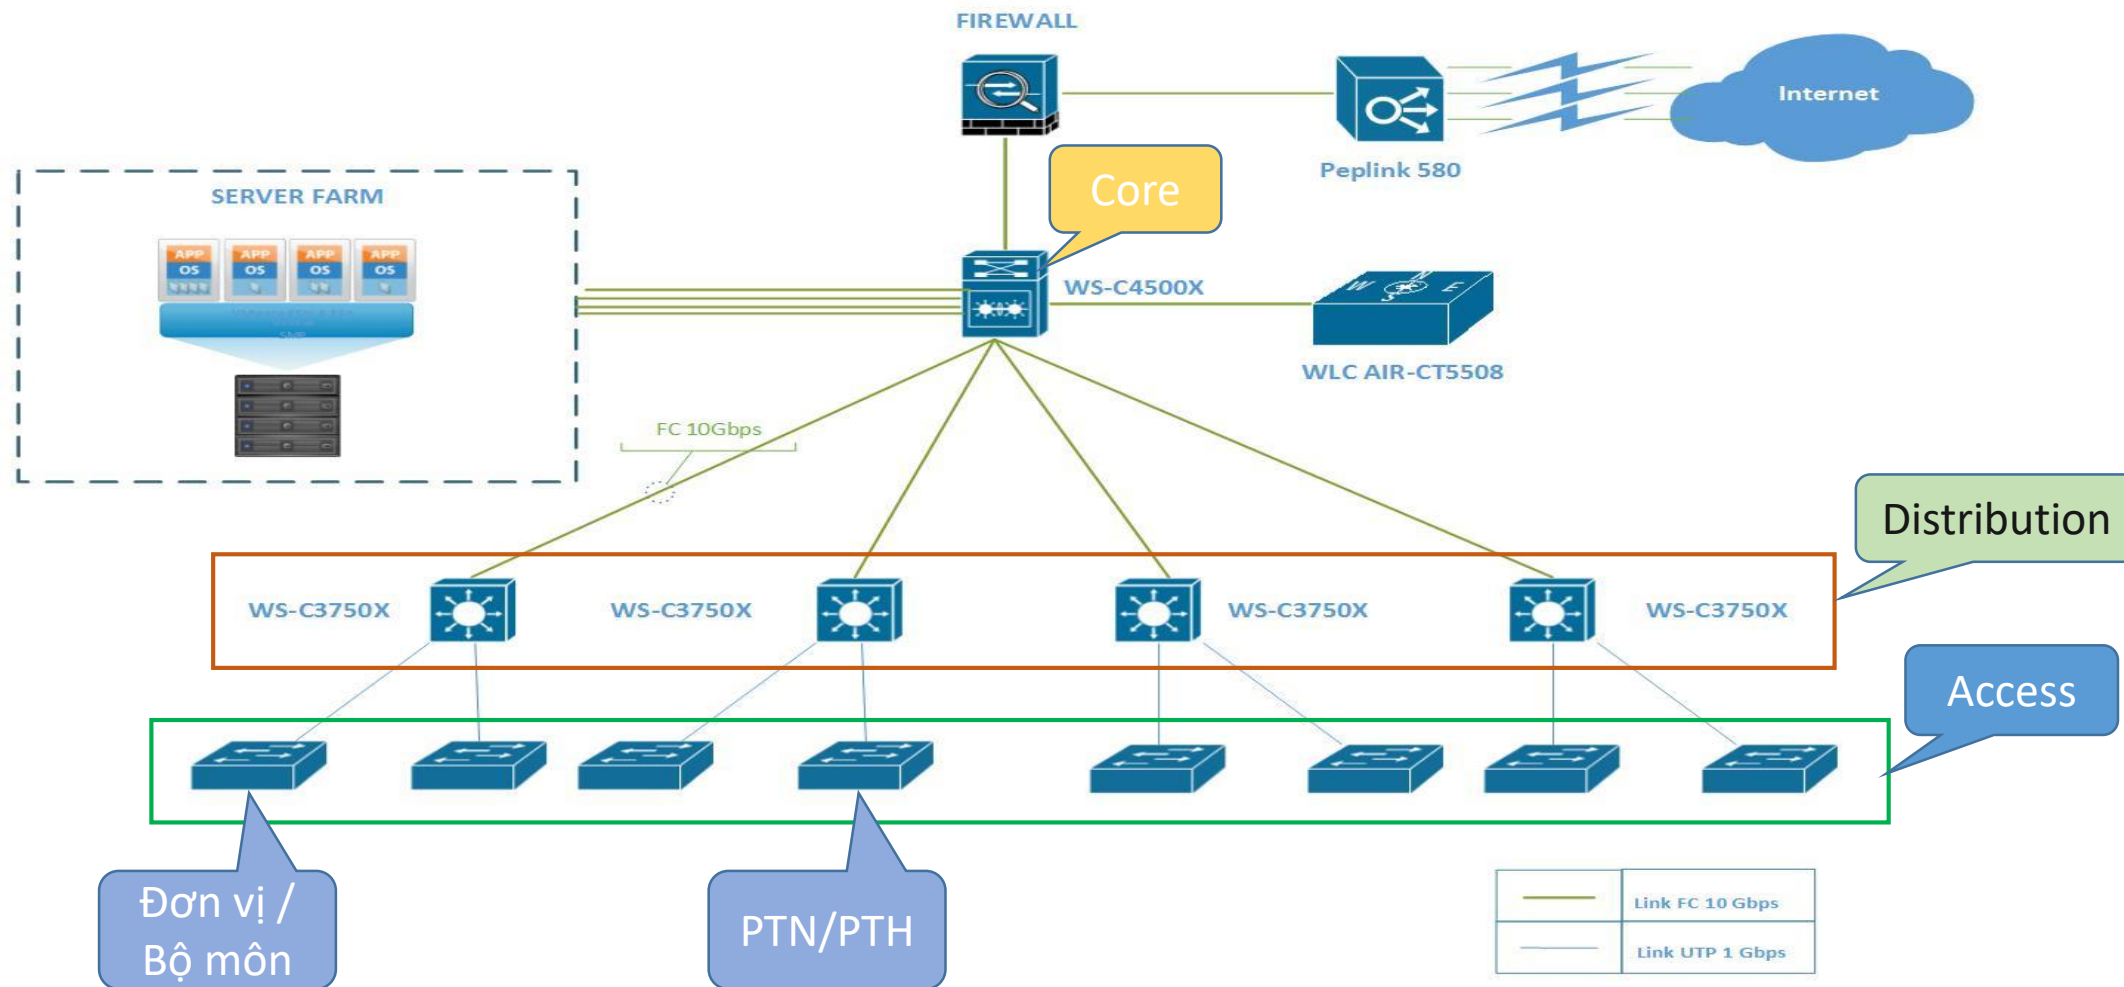 FIREWALL
Internet
Peplink 580
Core
SERVER FARM
APP APP APP APP
OS OS OS OS
WS-C4500X
WLC AIR-CT5508
FC 10Gbps
Distribution
WS-C3750X
WS-C3750X
WS-C3750X
WS-C3750X
Access
Đơn vị /
Bộ môn
PTN/PTH
Link FC 10 Gbps
Link UTP 1 Gbps